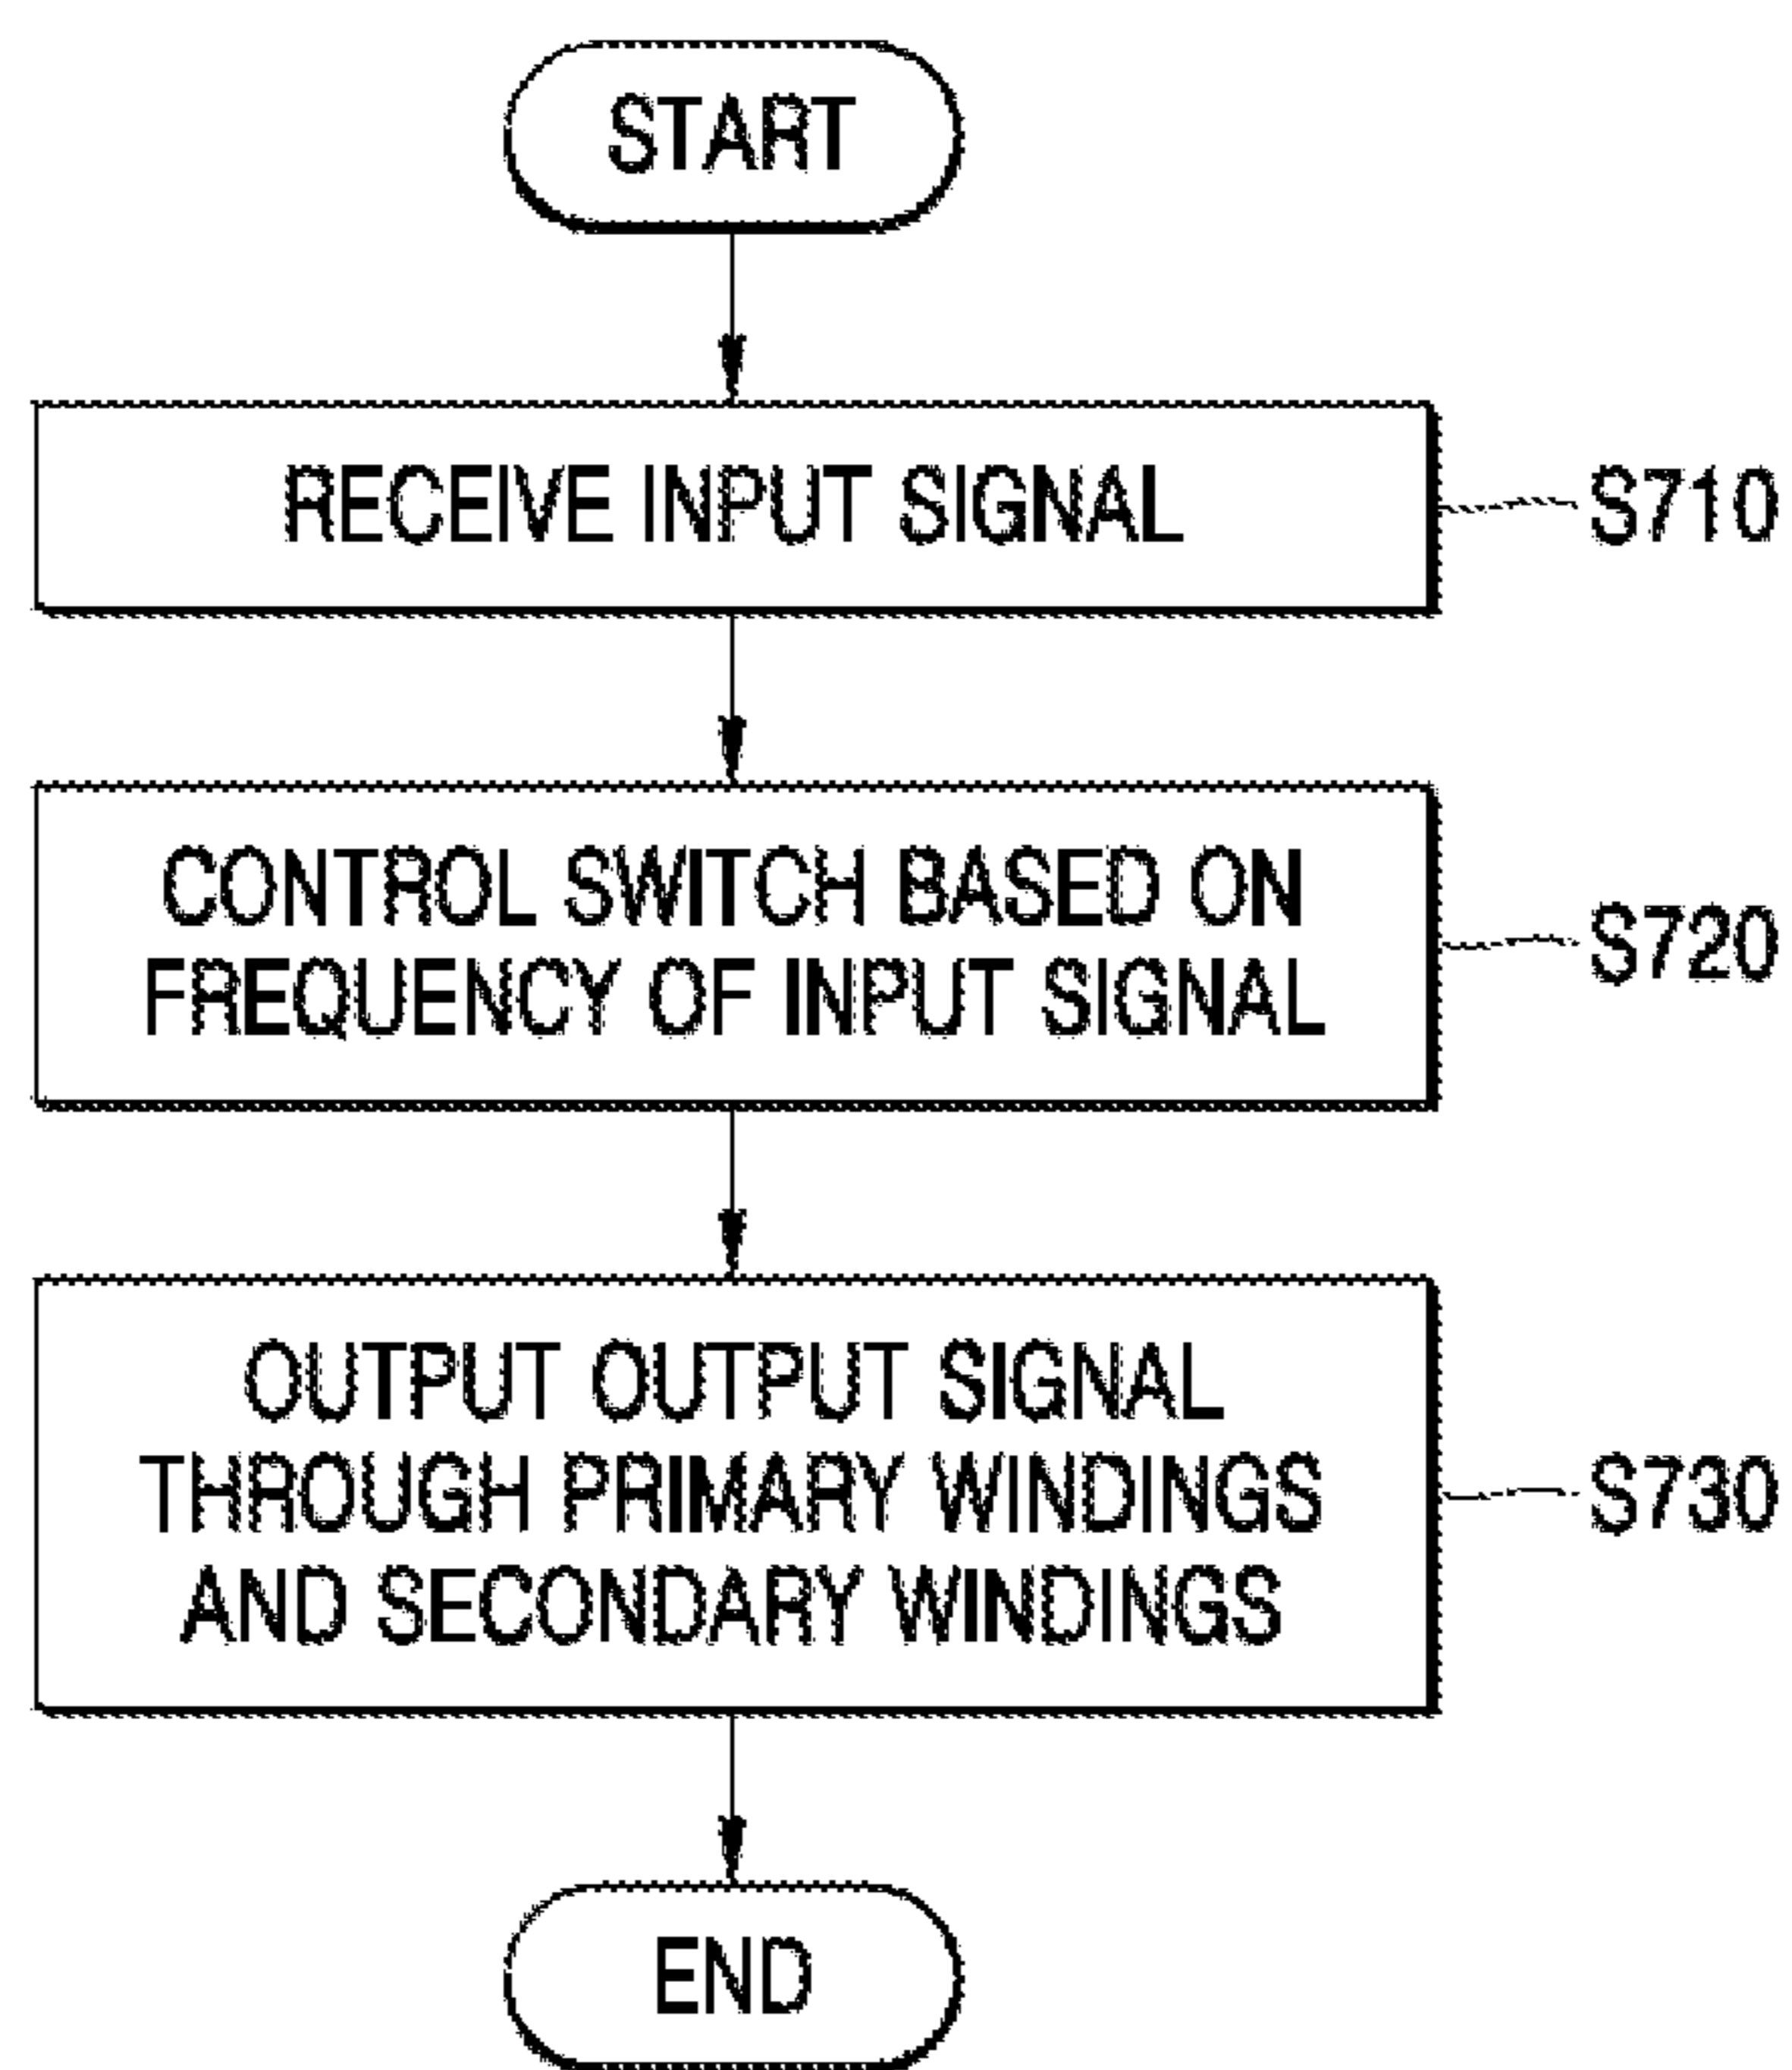 START
RECEIVE INPUT SIGNAL
S710
CONTROL SWITCH BASED ON
FREQUENCY OF INPUT SIGNAL
S720
OUTPUT OUTPUT SIGNAL
THROUGH PRIMARY WINDINGS
AND SECONDARY WINDINGS
S730
END